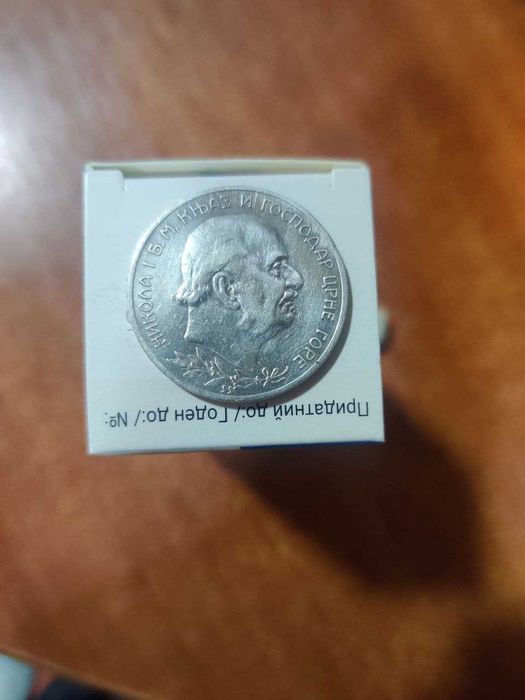 НИКОЛА I Б.М. КЊАЗ И ГОСПОДАР ЦРНЕ ГОРЕ
Придатний до:/ Годен до:/ №: